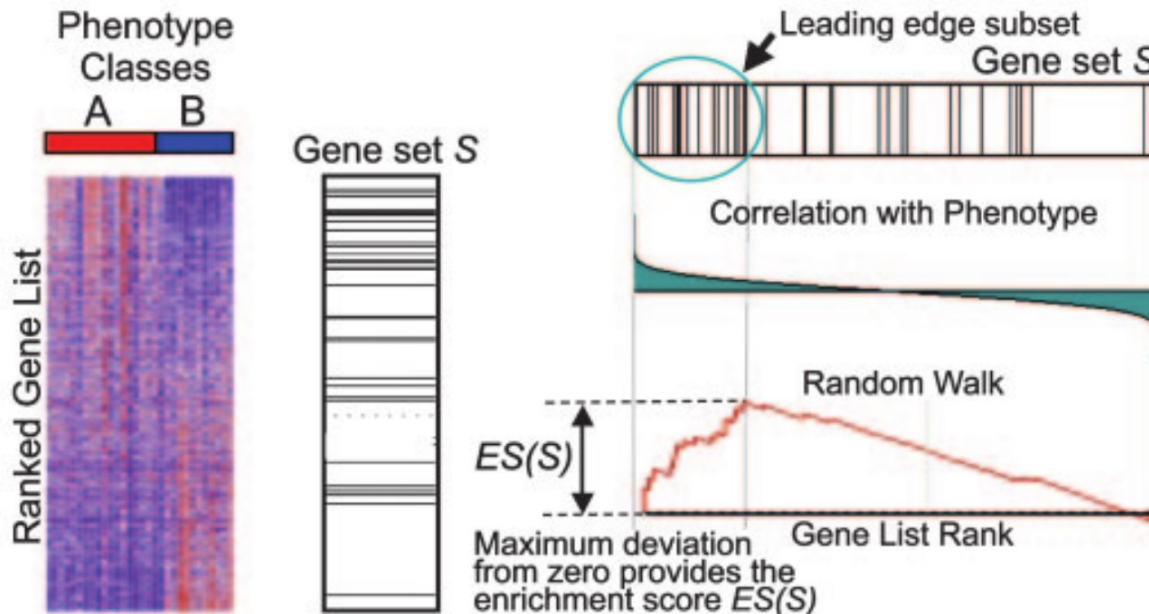 Phenotype
Classes
A B
Ranked Gene List
Gene set S
Leading edge subset
Gene set S
Correlation with Phenotype
Random Walk
ES(S)
Gene List Rank
Maximum deviation
from zero provides the
enrichment score ES(S)